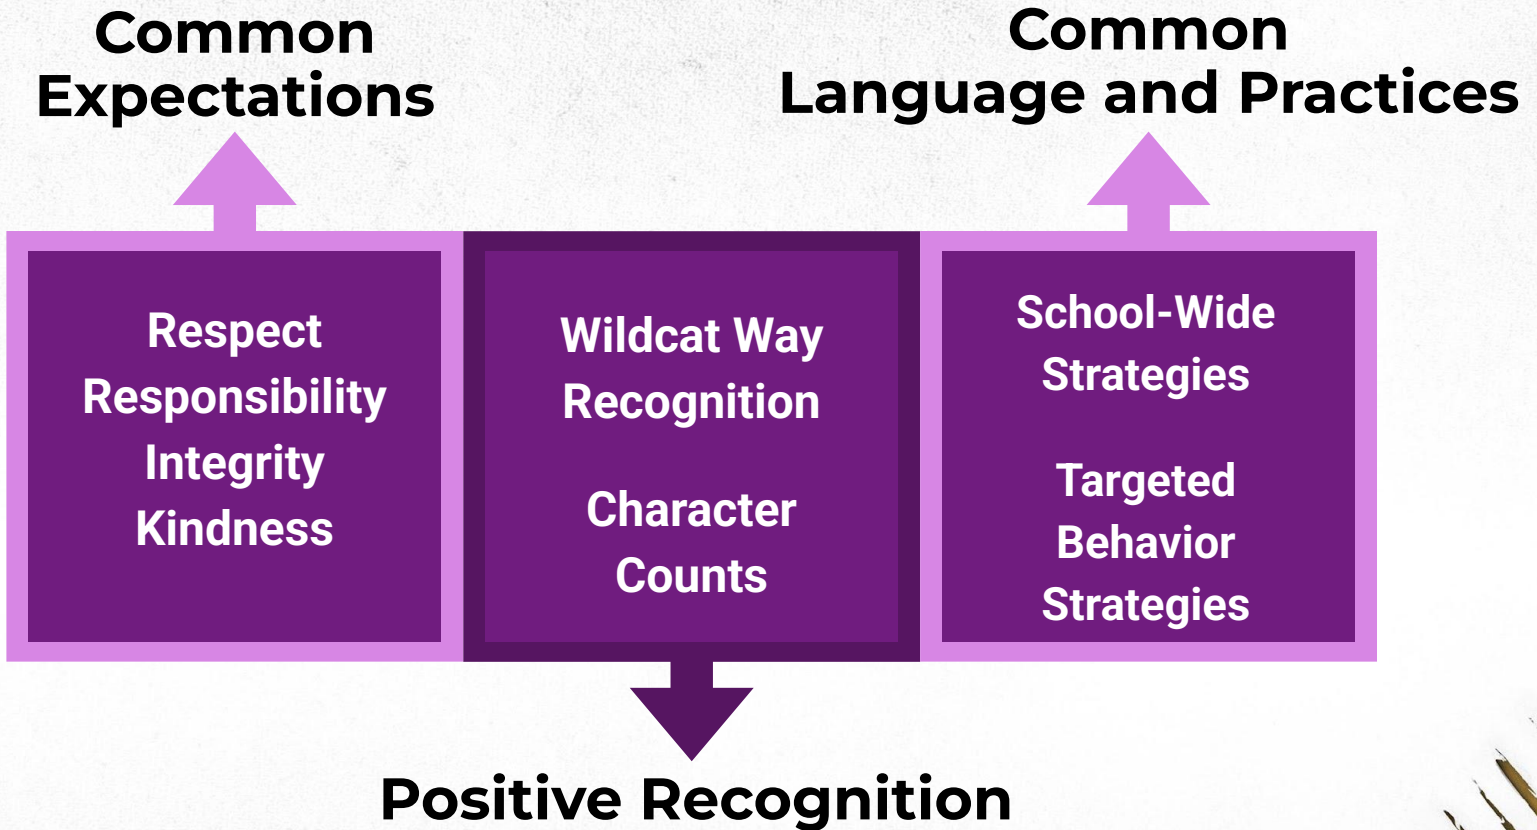 Common
Expectations
Common
Language and Practices
Respect
Responsibility
Integrity
Kindness
Wildcat Way
Recognition
Character
Counts
School-Wide
Strategies
Targeted
Behavior
Strategies
Positive Recognition